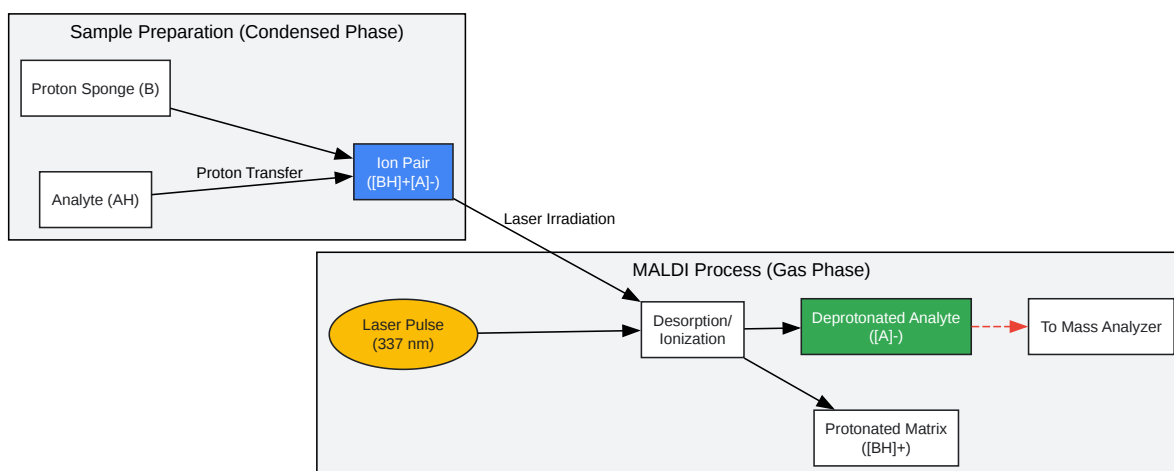 Sample Preparation (Condensed Phase)
Proton Sponge (B)
Analyte (AH)
Proton Transfer
Ion Pair
([BH]+[A]-)
Laser Irradiation
MALDI Process (Gas Phase)
Laser Pulse
(337 nm)
Desorption/
Ionization
Deprotonated Analyte
([A]-)
To Mass Analyzer
Protonated Matrix
([BH]+)